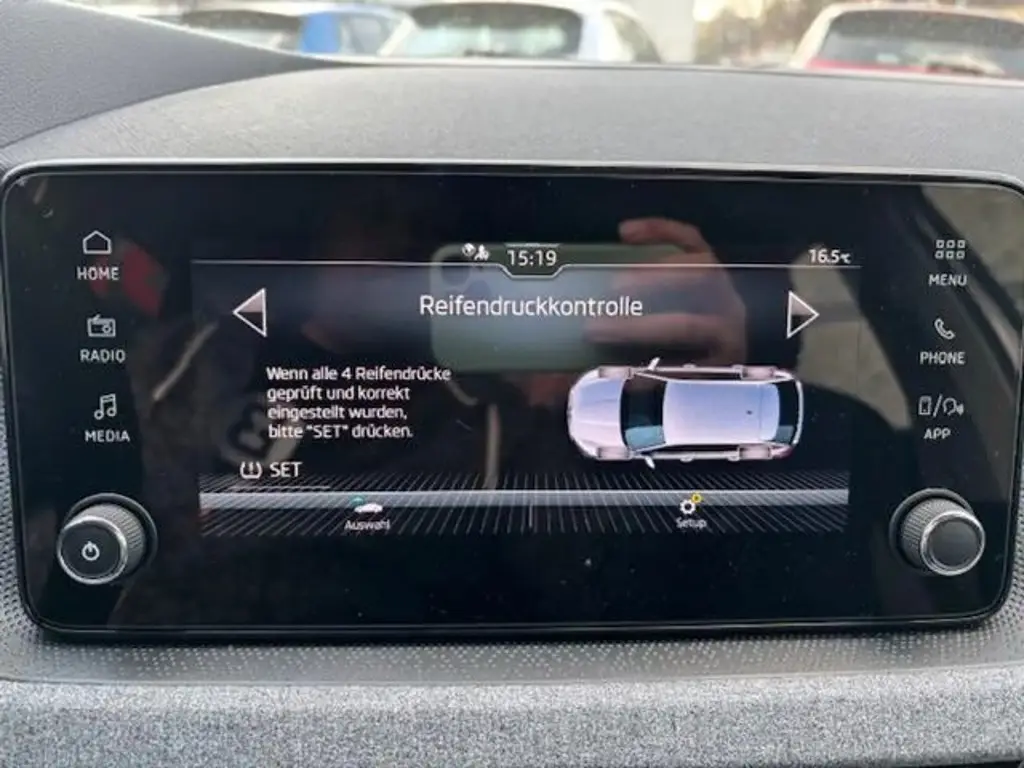 15:19
16.5℃
HOME
MENU
Reifendruckkontrolle
RADIO
PHONE
Wenn alle 4 Reifendrücke
geprüft und korrekt
eingestellt wurden,
bitte "SET" drücken.
MEDIA
APP
SET
Auswahl
Setup